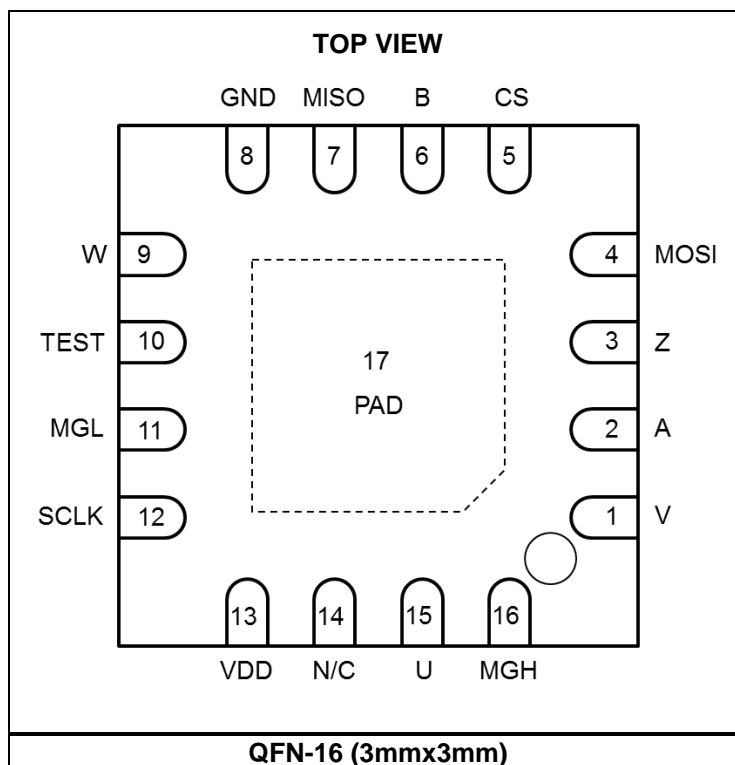 TOP VIEW
GND MISO B CS
8 7 6 5
W 9 4 MOSI
TEST 10 3 Z
17
PAD
MGL 11 2 A
SCLK 12 1 V
13 14 15 16
VDD N/C U MGH
QFN-16 (3mmx3mm)